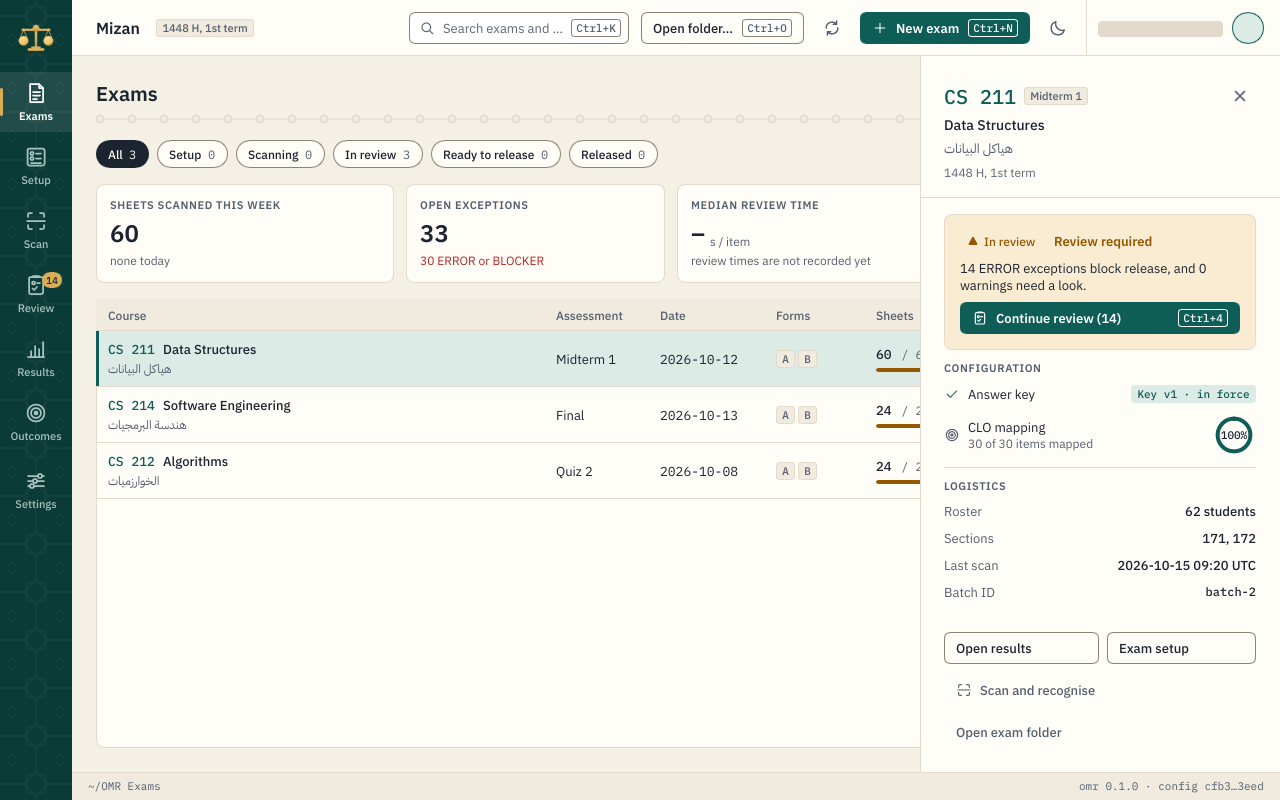 Mizan
1448 H, 1st term
Search exams and ...
Ctrl+K
Open folder...
Ctrl+O
New exam
Ctrl+N
Exams
Setup
Scan
14
Review
Results
Outcomes
Settings
Exams
All 3
Setup 0
Scanning 0
In review 3
Ready to release 0
Released 0
SHEETS SCANNED THIS WEEK
60
none today
OPEN EXCEPTIONS
33
30 ERROR or BLOCKER
MEDIAN REVIEW TIME
– s / item
review times are not recorded yet
Course Assessment Date Forms Sheets
CS 211 Data Structures
هياكل البيانات
Midterm 1 2026-10-12 A B 60 /
CS 214 Software Engineering
هندسة البرمجيات
Final 2026-10-13 A B 24 /
CS 212 Algorithms
الخوارزميات
Quiz 2 2026-10-08 A B 24 /
CS 211 Midterm 1
Data Structures
هياكل البيانات
1448 H, 1st term
In review Review required
14 ERROR exceptions block release, and 0
warnings need a look.
Continue review (14) Ctrl+4
CONFIGURATION
Answer key Key v1 · in force
CLO mapping
30 of 30 items mapped
100%
LOGISTICS
Roster 62 students
Sections 171, 172
Last scan 2026-10-15 09:20 UTC
Batch ID batch-2
Open results
Exam setup
Scan and recognise
Open exam folder
~/OMR Exams
omr 0.1.0 · config cfb3…3eed